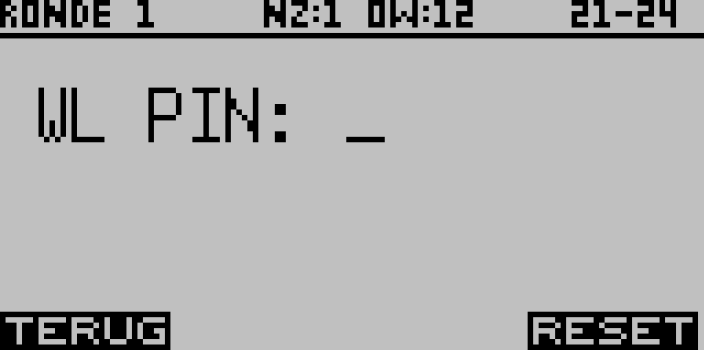 RONDE 1 NZ:1 OW:12 21-24
WL PIN: _
TERUG RESET